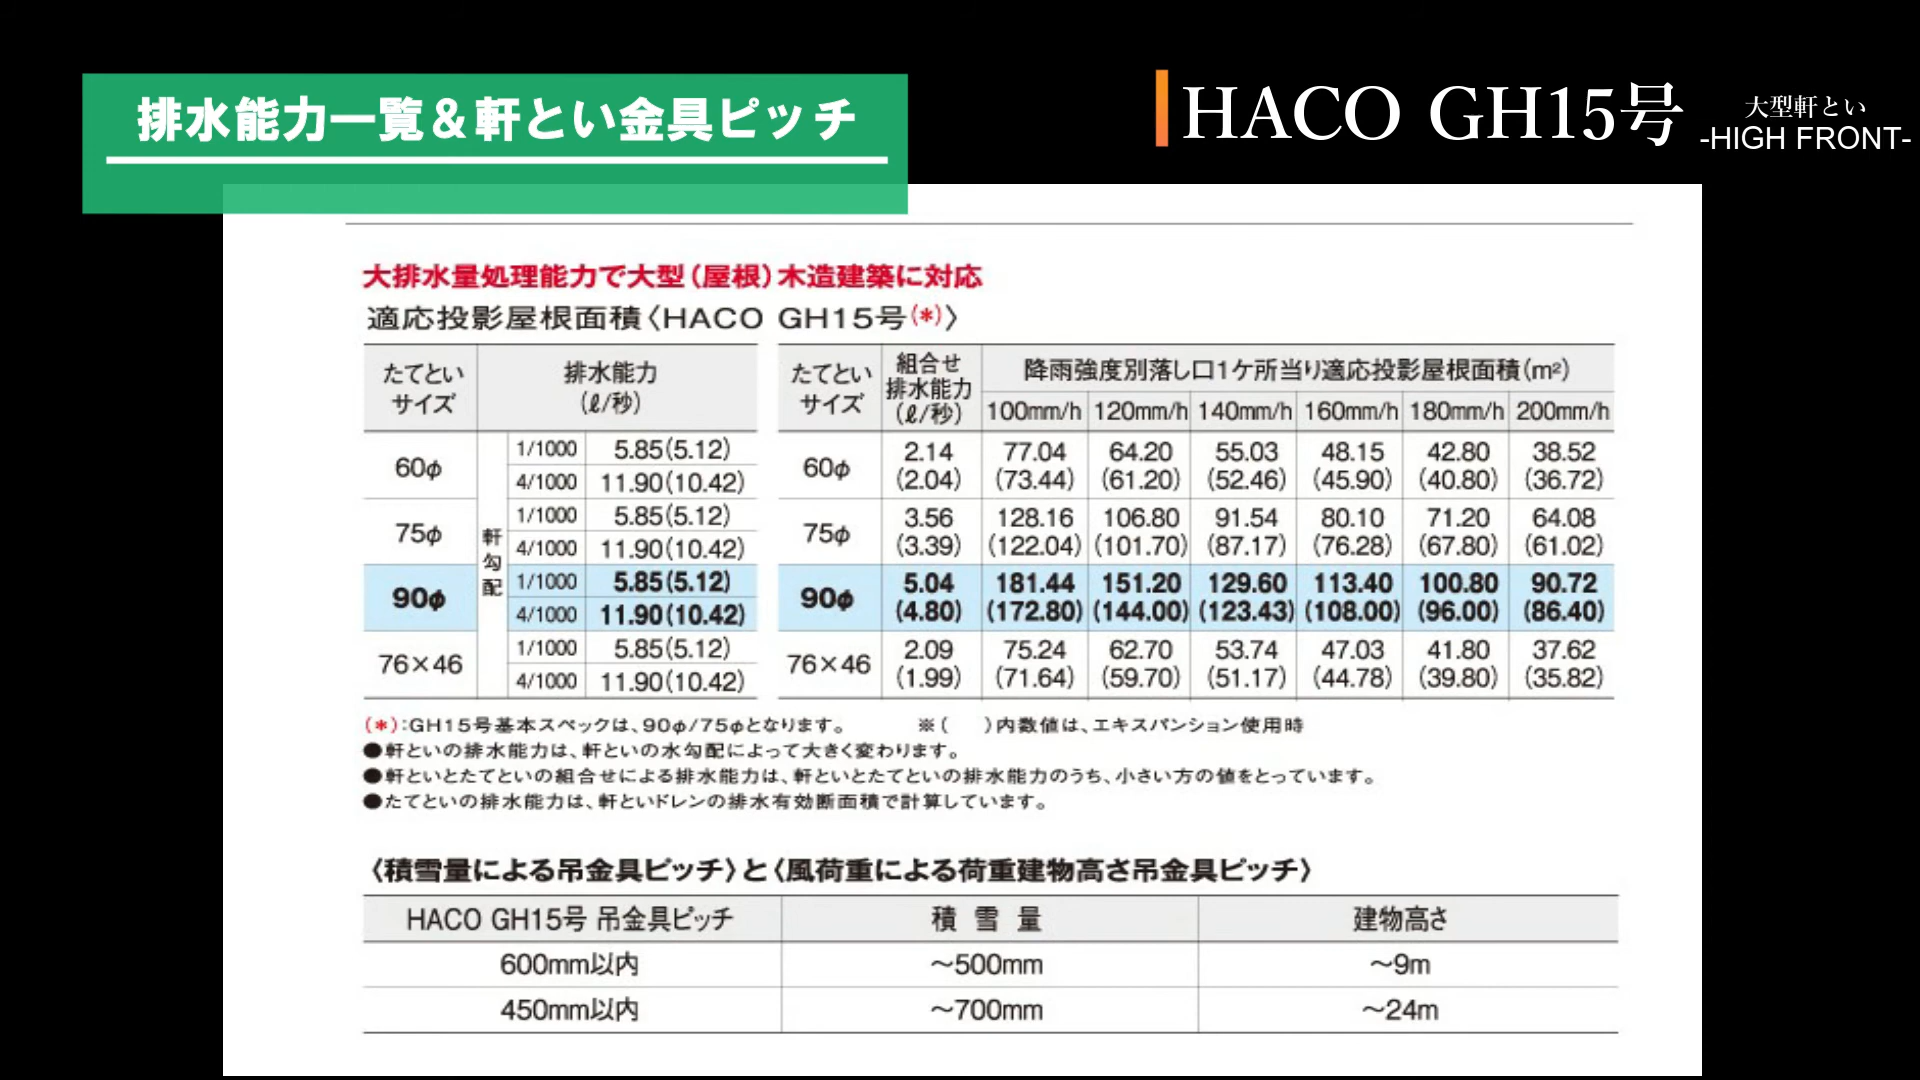 排水能力一覧＆軒とい金具ピッチ
HACO GH15号 大型軒とい
-HIGH FRONT-
大排水量処理能力で大型（屋根）木造建築に対応
適応投影屋根面積〈HACO GH15号(*)〉
たてといサイズ 排水能力(ℓ/秒)
軒勾配
60φ 1/1000 5.85(5.12)
4/1000 11.90(10.42)
75φ 1/1000 5.85(5.12)
4/1000 11.90(10.42)
90φ 1/1000 5.85(5.12)
4/1000 11.90(10.42)
76×46 1/1000 5.85(5.12)
4/1000 11.90(10.42)
たてといサイズ 組合せ排水能力(ℓ/秒) 降雨強度別落し口1ケ所当り適応投影屋根面積(m²)
100mm/h 120mm/h 140mm/h 160mm/h 180mm/h 200mm/h
60φ 2.14 77.04 64.20 55.03 48.15 42.80 38.52
(2.04) (73.44) (61.20) (52.46) (45.90) (40.80) (36.72)
75φ 3.56 128.16 106.80 91.54 80.10 71.20 64.08
(3.39) (122.04) (101.70) (87.17) (76.28) (67.80) (61.02)
90φ 5.04 181.44 151.20 129.60 113.40 100.80 90.72
(4.80) (172.80) (144.00) (123.43) (108.00) (96.00) (86.40)
76×46 2.09 75.24 62.70 53.74 47.03 41.80 37.62
(1.99) (71.64) (59.70) (51.17) (44.78) (39.80) (35.82)
(*)：GH15号基本スペックは、90φ/75φとなります。 ※(　)内数値は、エキスパンション使用時
●軒といの排水能力は、軒といの水勾配によって大きく変わります。
●軒といとたてといの組合せによる排水能力は、軒といとたてといの排水能力のうち、小さい方の値をとっています。
●たてといの排水能力は、軒といドレンの排水有効断面積で計算しています。
〈積雪量による吊金具ピッチ〉と〈風荷重による荷重建物高さ吊金具ピッチ〉
HACO GH15号 吊金具ピッチ 積雪量 建物高さ
600mm以内 ～500mm ～9m
450mm以内 ～700mm ～24m